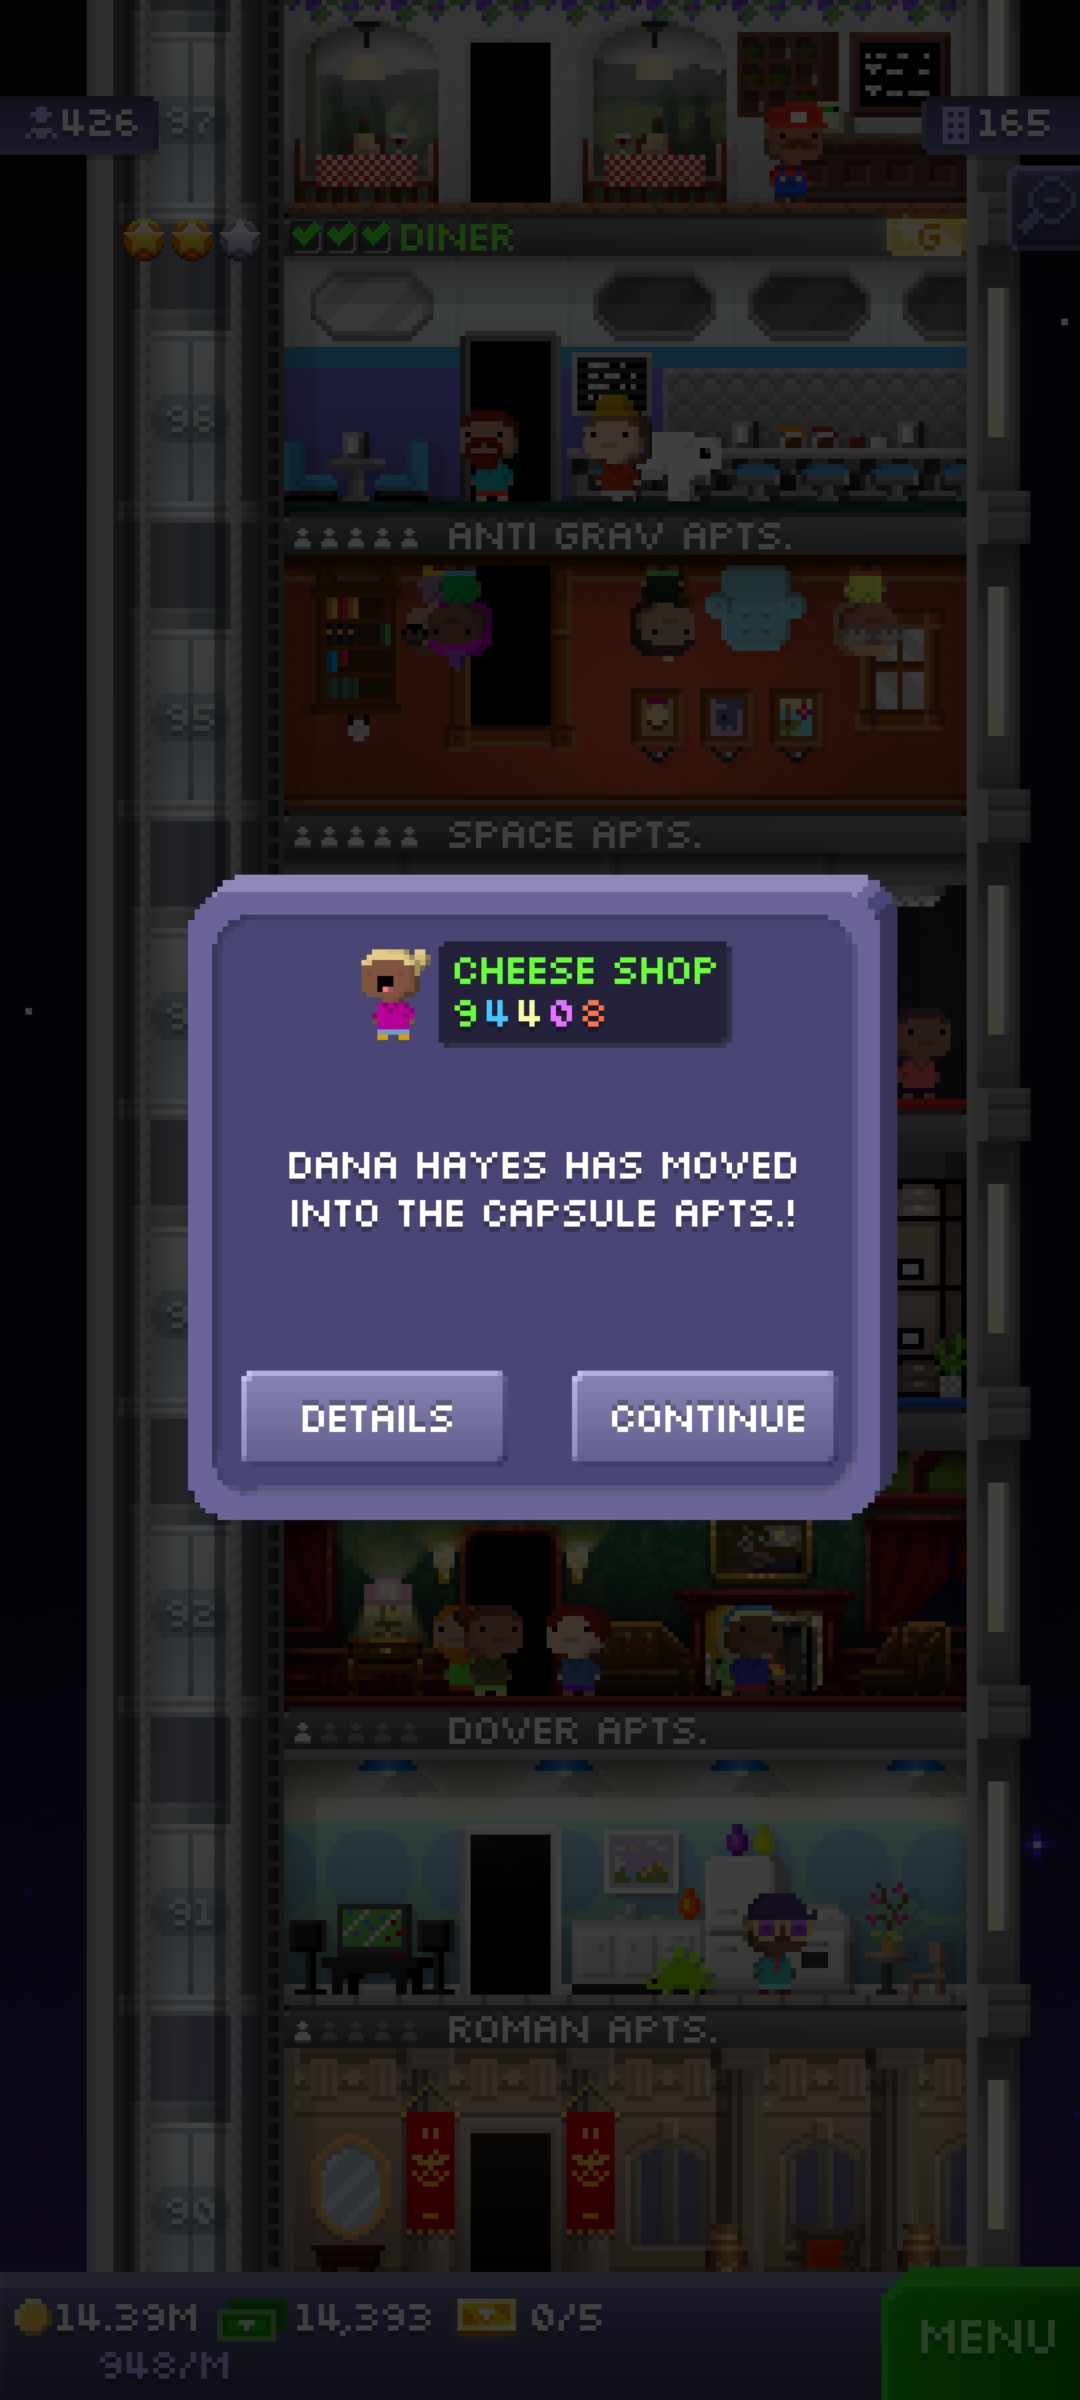 97
426
165
DINER
G
96
ANTI GRAV APTS.
95
SPACE APTS.
CHEESE SHOP
94408
DANA HAYES HAS MOVED
INTO THE CAPSULE APTS.!
DETAILS
CONTINUE
92
DOVER APTS.
91
ROMAN APTS.
90
14.39M
14,393
0/5
948/M
MENU